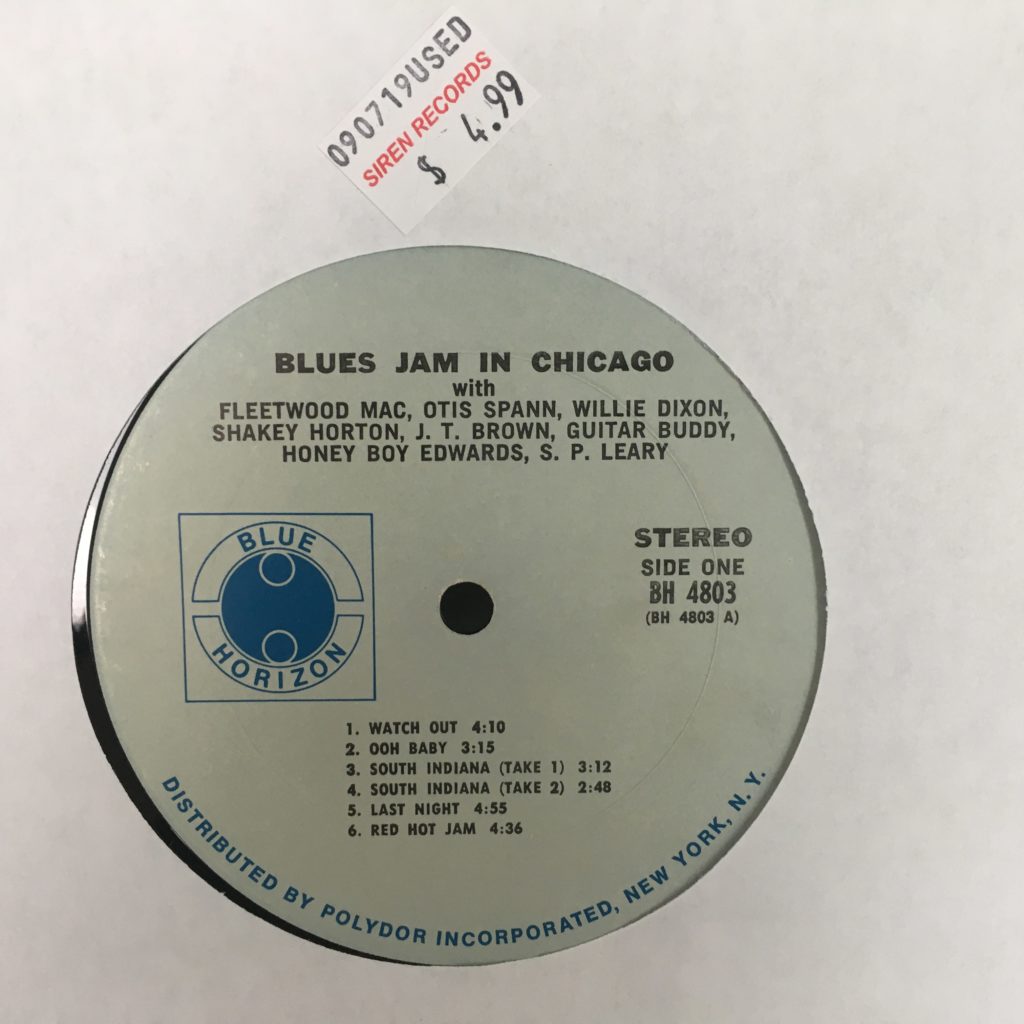 090719USED
SIREN RECORDS
$ 4.99
BLUES JAM IN CHICAGO
with
FLEETWOOD MAC, OTIS SPANN, WILLIE DIXON,
SHAKEY HORTON, J. T. BROWN, GUITAR BUDDY,
HONEY BOY EDWARDS, S. P. LEARY
BLUE
HORIZON
STEREO
SIDE ONE
BH 4803
(BH 4803 A)
1. WATCH OUT 4:10
2. OOH BABY 3:15
3. SOUTH INDIANA (TAKE 1) 3:12
4. SOUTH INDIANA (TAKE 2) 2:48
5. LAST NIGHT 4:55
6. RED HOT JAM 4:36
DISTRIBUTED BY POLYDOR INCORPORATED, NEW YORK, N. Y.